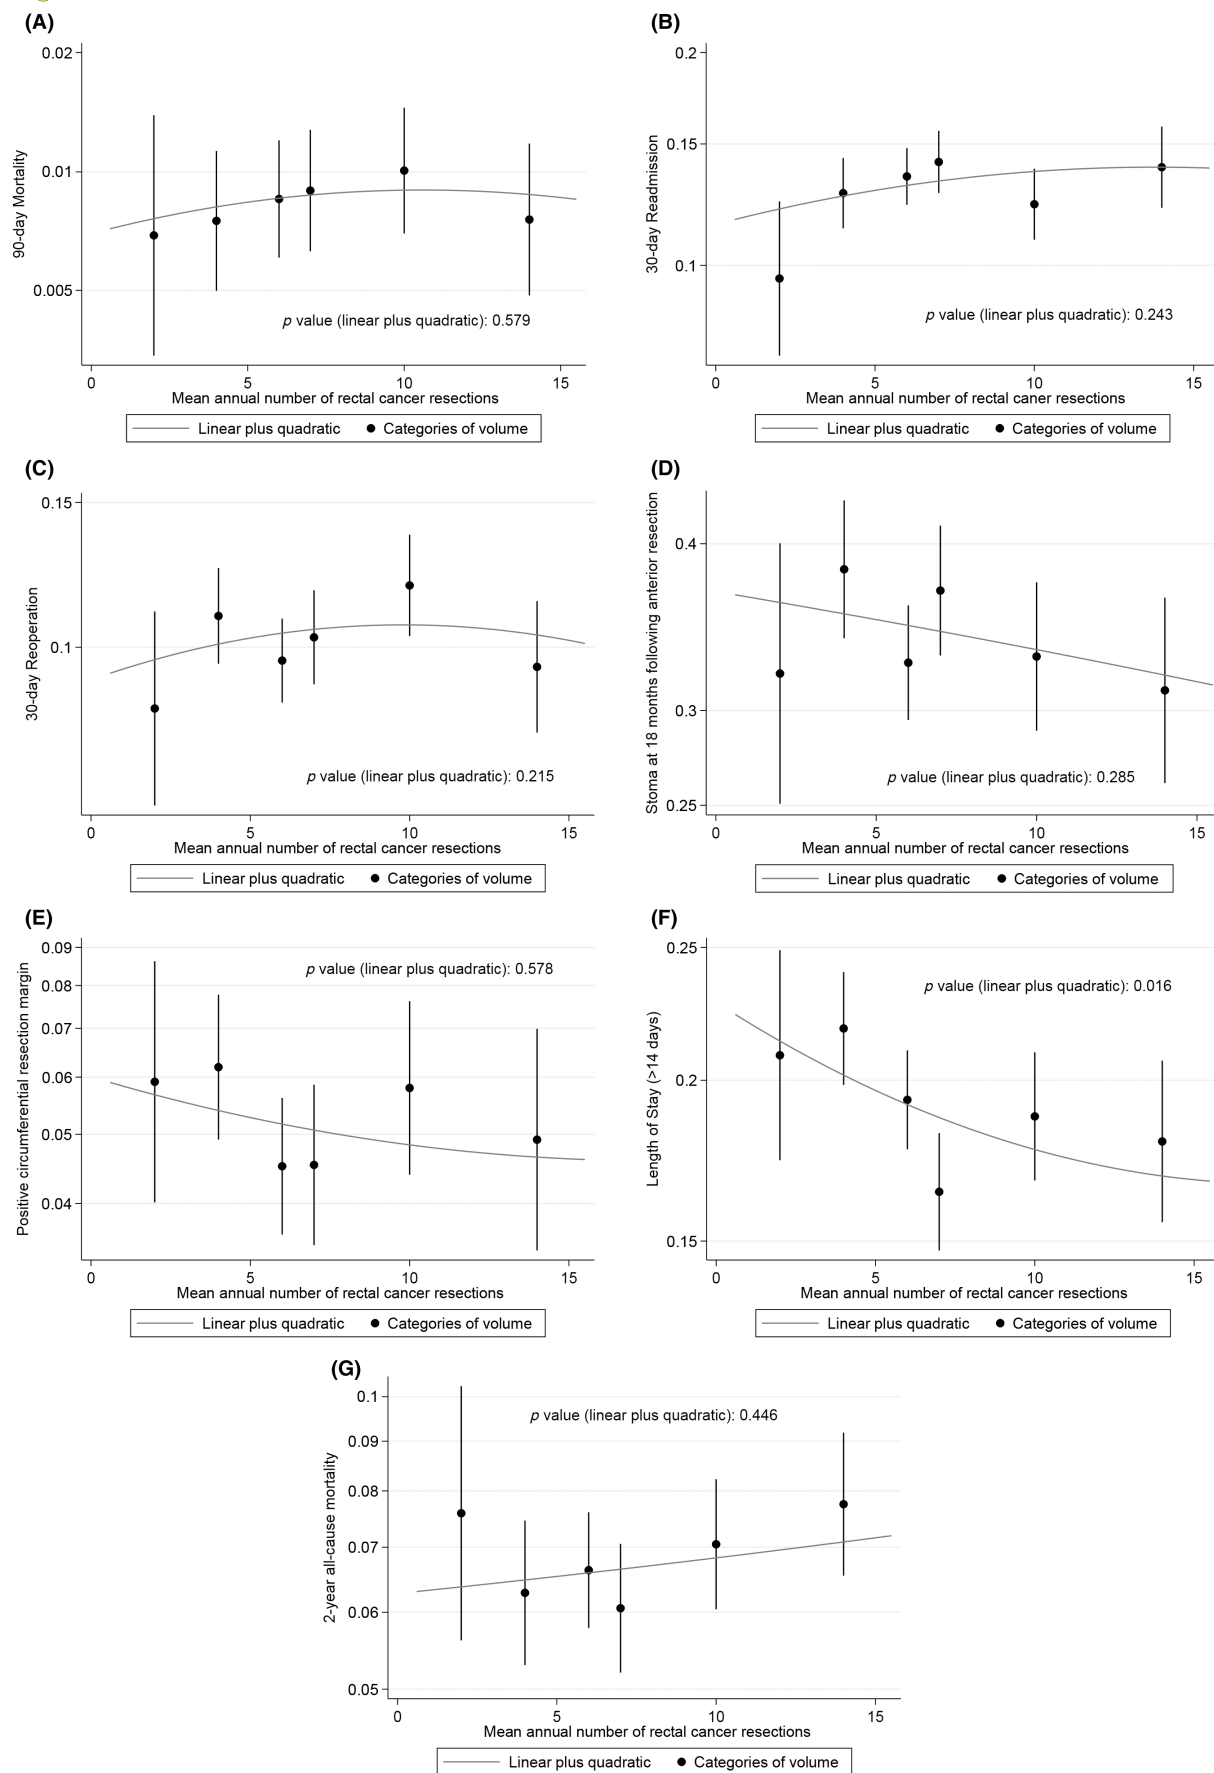 (A)
0.02
0.01
0.005
90-day Mortality
p value (linear plus quadratic): 0.579
0 5 10 15
Mean annual number of rectal cancer resections
Linear plus quadratic Categories of volume
(B)
0.2
0.15
0.1
30-day Readmission
p value (linear plus quadratic): 0.243
0 5 10 15
Mean annual number of rectal cancer resections
Linear plus quadratic Categories of volume
(C)
0.15
0.1
30-day Reoperation
p value (linear plus quadratic): 0.215
0 5 10 15
Mean annual number of rectal cancer resections
Linear plus quadratic Categories of volume
(D)
0.4
0.3
0.25
Stoma at 18 months following anterior resection
p value (linear plus quadratic): 0.285
0 5 10 15
Mean annual number of rectal cancer resections
Linear plus quadratic Categories of volume
(E)
0.09
0.08
0.07
0.06
0.05
0.04
Positive circumferential resection margin
p value (linear plus quadratic): 0.578
0 5 10 15
Mean annual number of rectal cancer resections
Linear plus quadratic Categories of volume
(F)
0.25
0.2
0.15
Length of Stay (>14 days)
p value (linear plus quadratic): 0.016
0 5 10 15
Mean annual number of rectal cancer resections
Linear plus quadratic Categories of volume
(G)
0.1
0.09
0.08
0.07
0.06
0.05
2-year all-cause mortality
p value (linear plus quadratic): 0.446
0 5 10 15
Mean annual number of rectal cancer resections
Linear plus quadratic Categories of volume